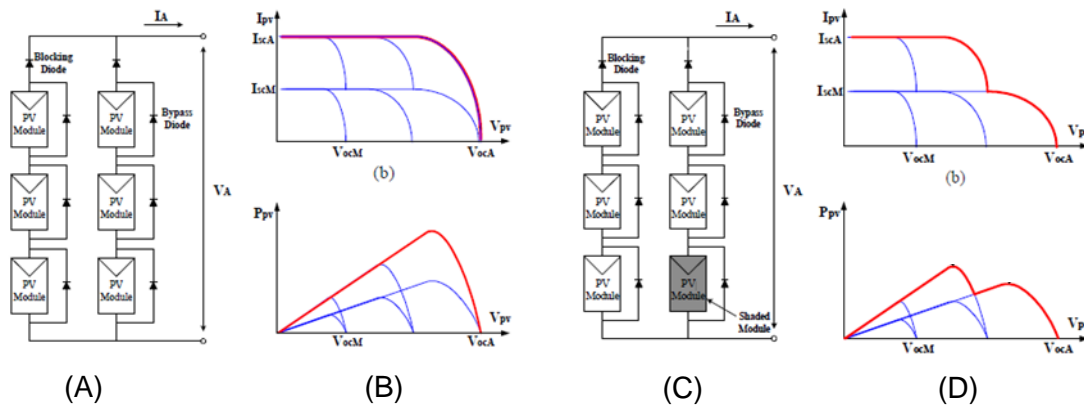 IA
Blocking
Diode
PV
Module
PV
Module
Bypass
Diode
PV
Module
PV
Module
PV
Module
PV
Module
VA
(A)
Ipv
IscA
IscM
Vpv
VocM
VocA
(b)
Ppv
Vpv
VocM
VocA
(B)
IA
Blocking
Diode
PV
Module
PV
Module
Bypass
Diode
PV
Module
PV
Module
PV
Module
PV
Module
Shaded
Module
VA
(C)
Ipv
IscA
IscM
Vp
VocM
VocA
(b)
Ppv
Vp
VocM
VocA
(D)